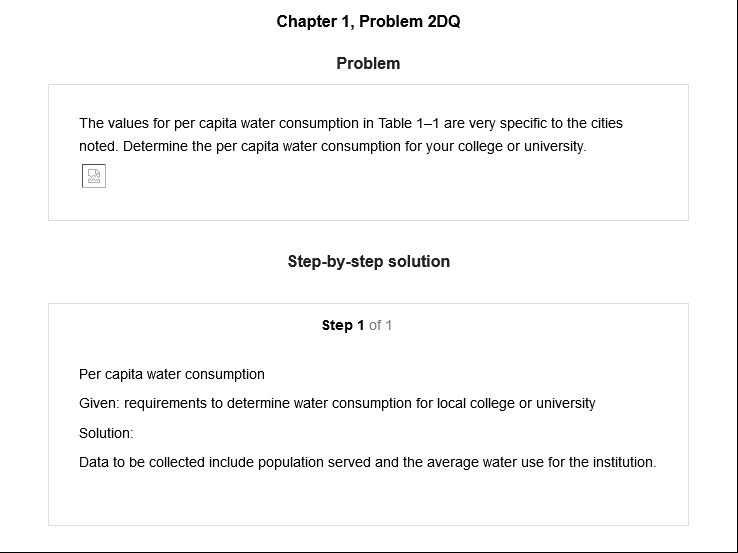 Chapter 1, Problem 2DQ
Problem
The values for per capita water consumption in Table 1–1 are very specific to the cities
noted. Determine the per capita water consumption for your college or university.
Step-by-step solution
Step 1 of 1
Per capita water consumption
Given: requirements to determine water consumption for local college or university
Solution:
Data to be collected include population served and the average water use for the institution.